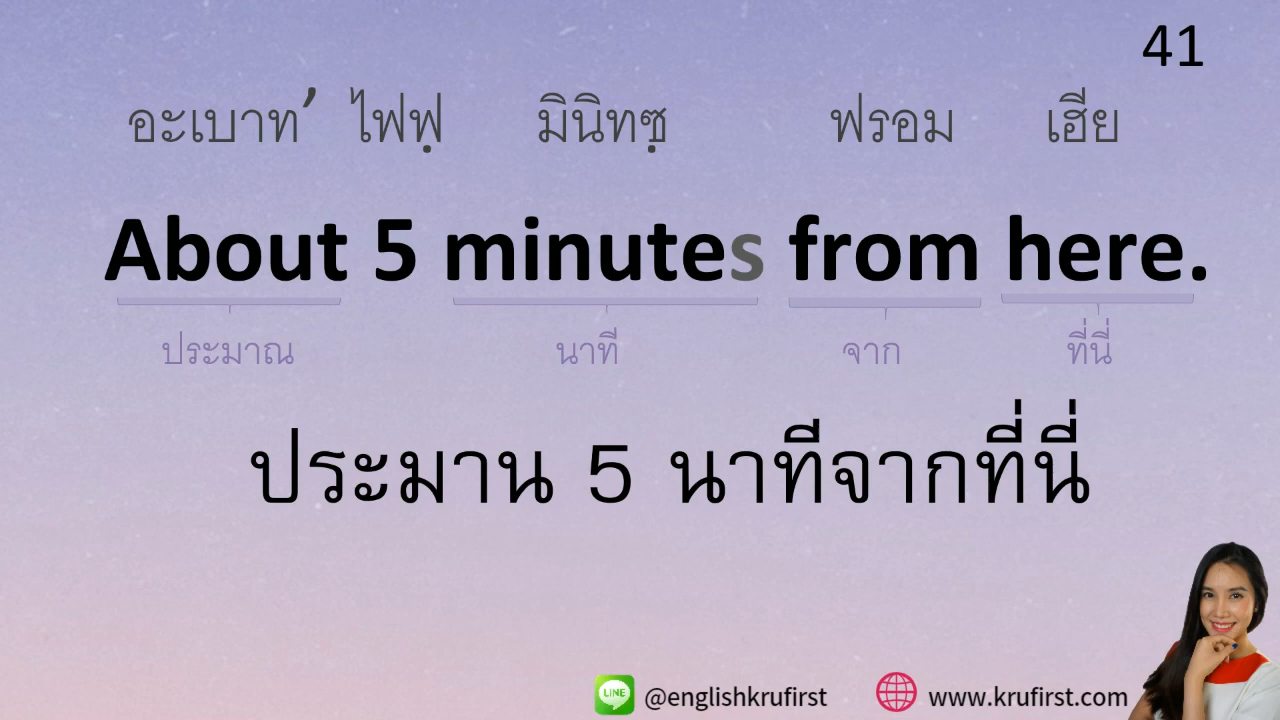 41
อะเบาท’ ไฟฟฺ มินิทซฺ ฟรอม เฮีย
About 5 minutes from here.
ประมาณ นาที จาก ที่นี่
ประมาน 5 นาทีจากที่นี่
LINE @englishkrufirst www.krufirst.com